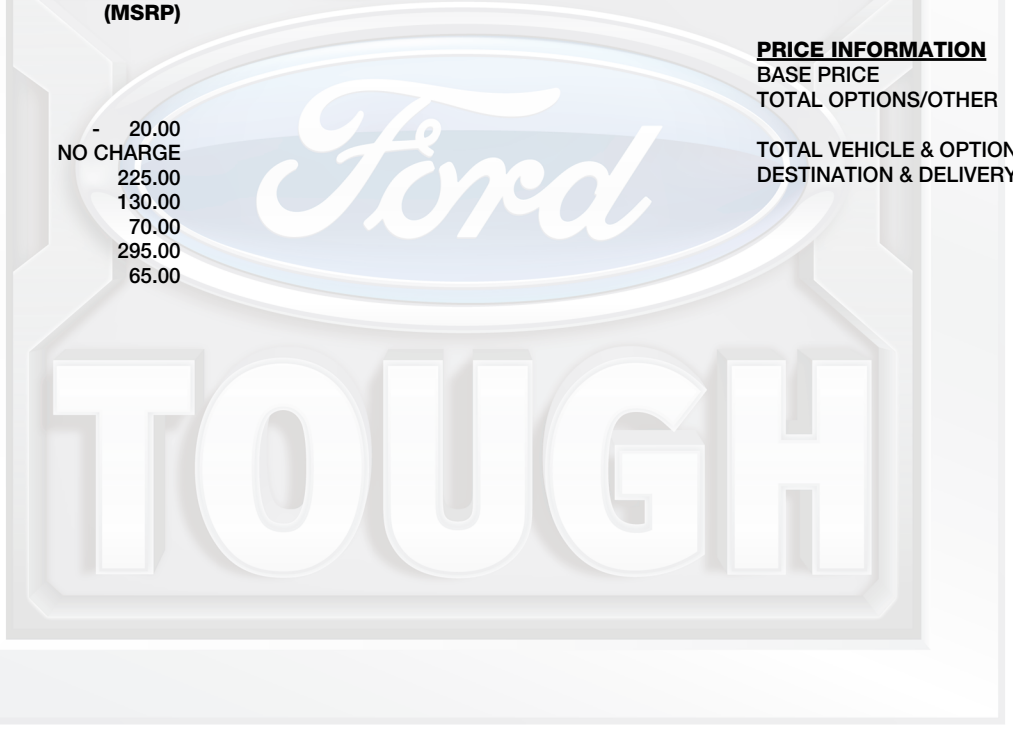 (MSRP)
- 20.00
NO CHARGE
225.00
130.00
70.00
295.00
65.00
PRICE INFORMATION
BASE PRICE
TOTAL OPTIONS/OTHER
TOTAL VEHICLE & OPTION
DESTINATION & DELIVERY
Ford
TOUGH